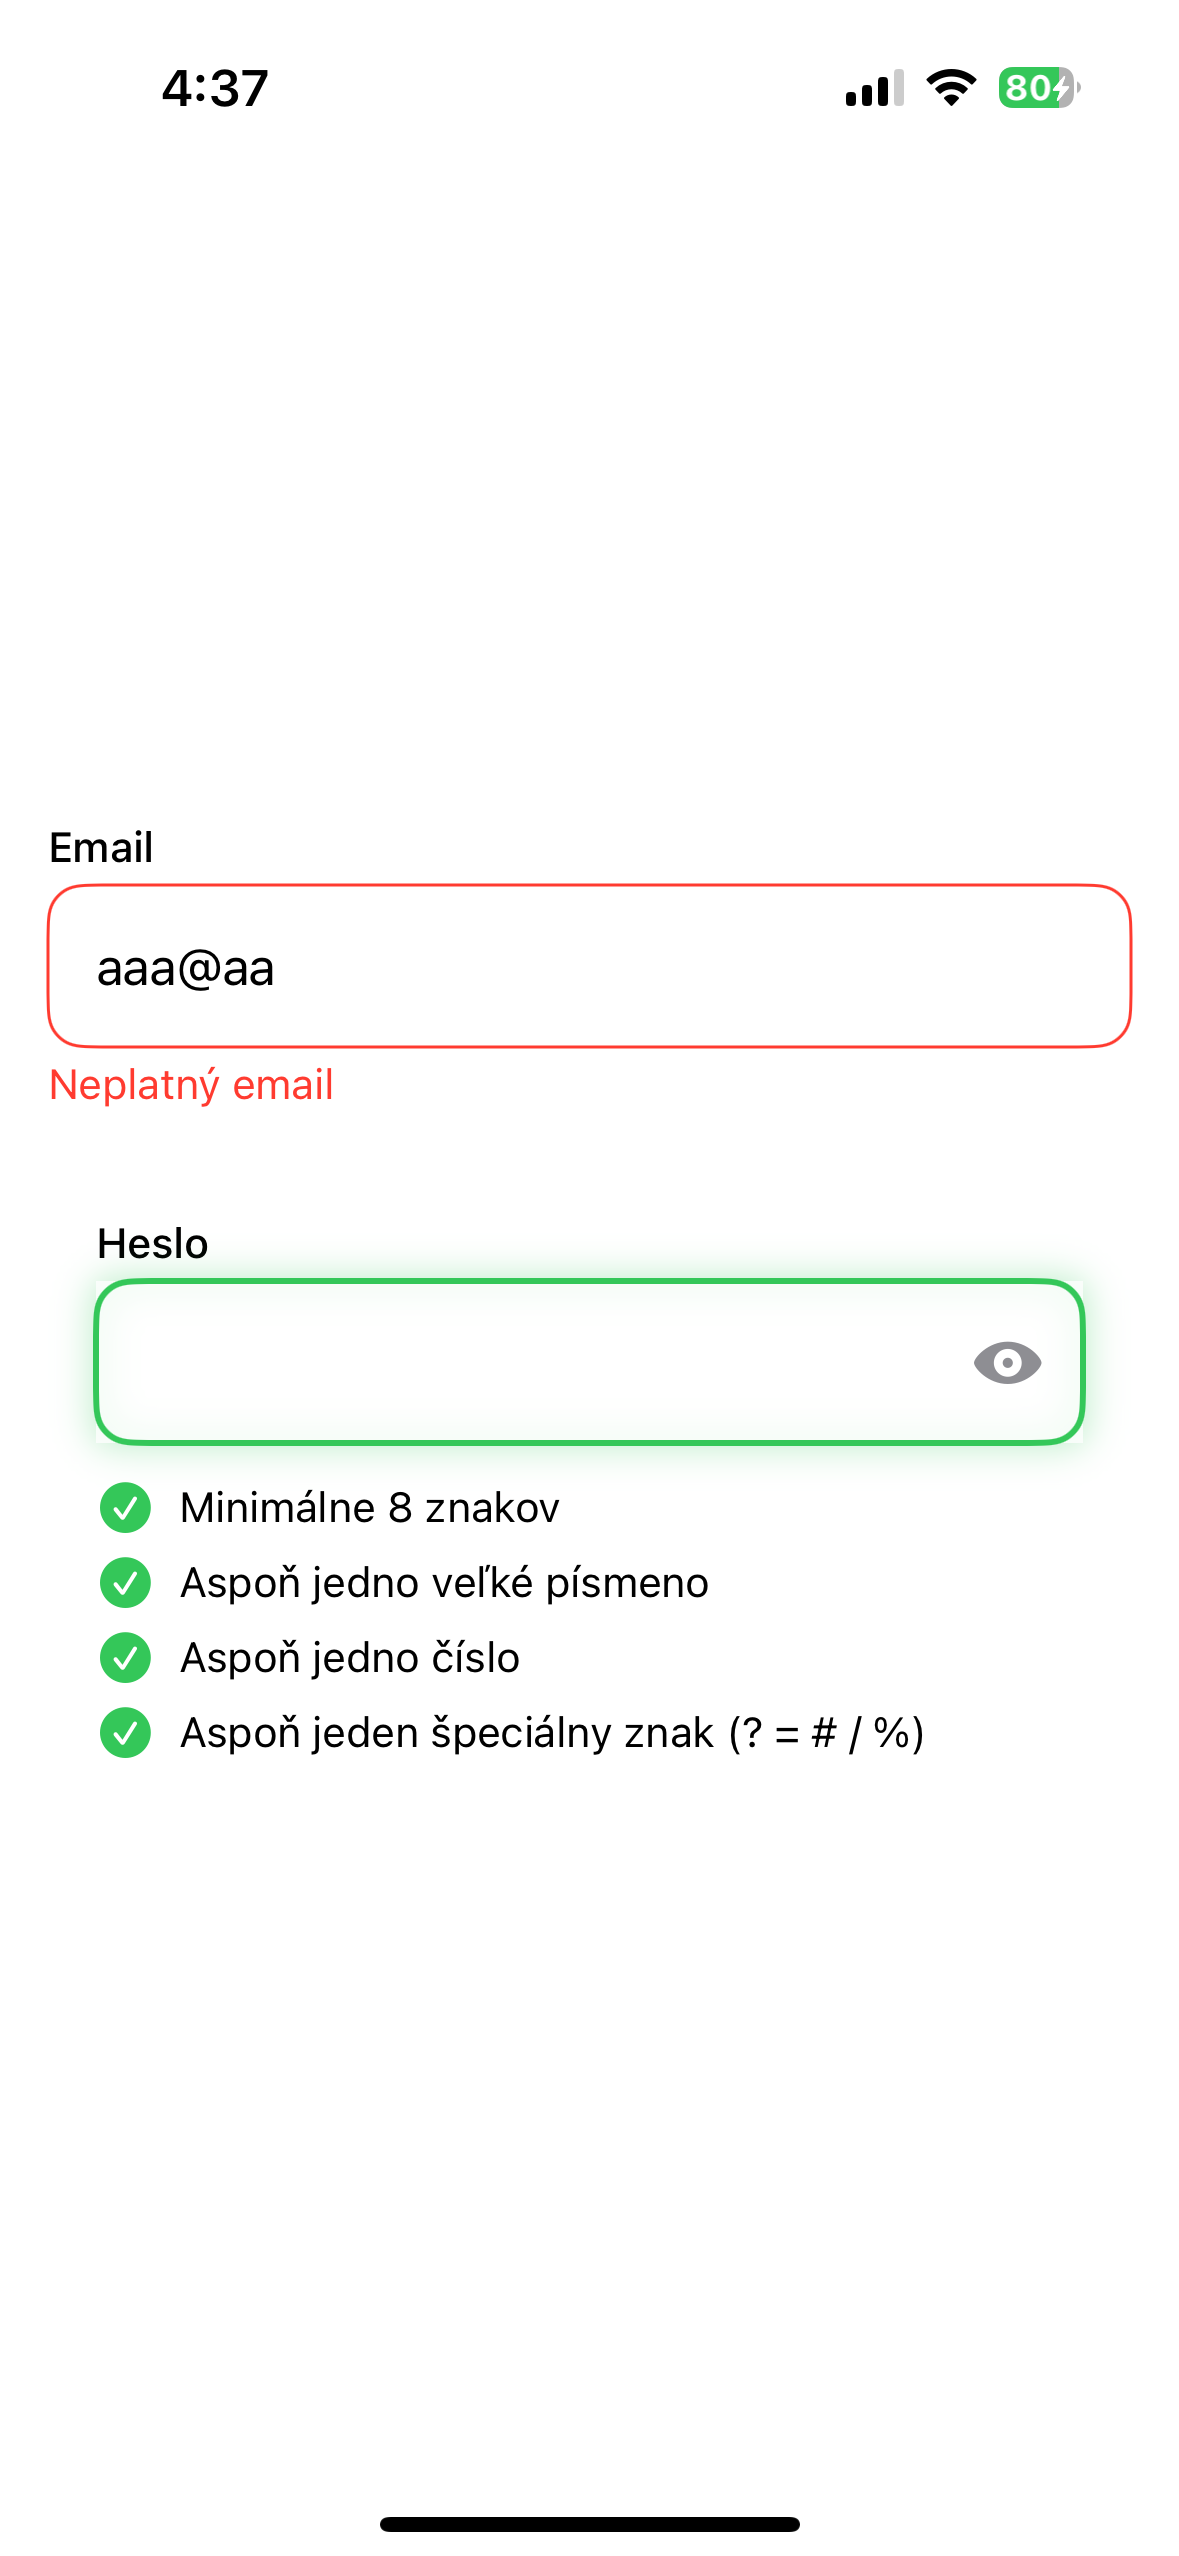 4:37
80
Email
aaa@aa
Neplatný email
Heslo
Minimálne 8 znakov
Aspoň jedno veľké písmeno
Aspoň jedno číslo
Aspoň jeden špeciálny znak (? = # / %)